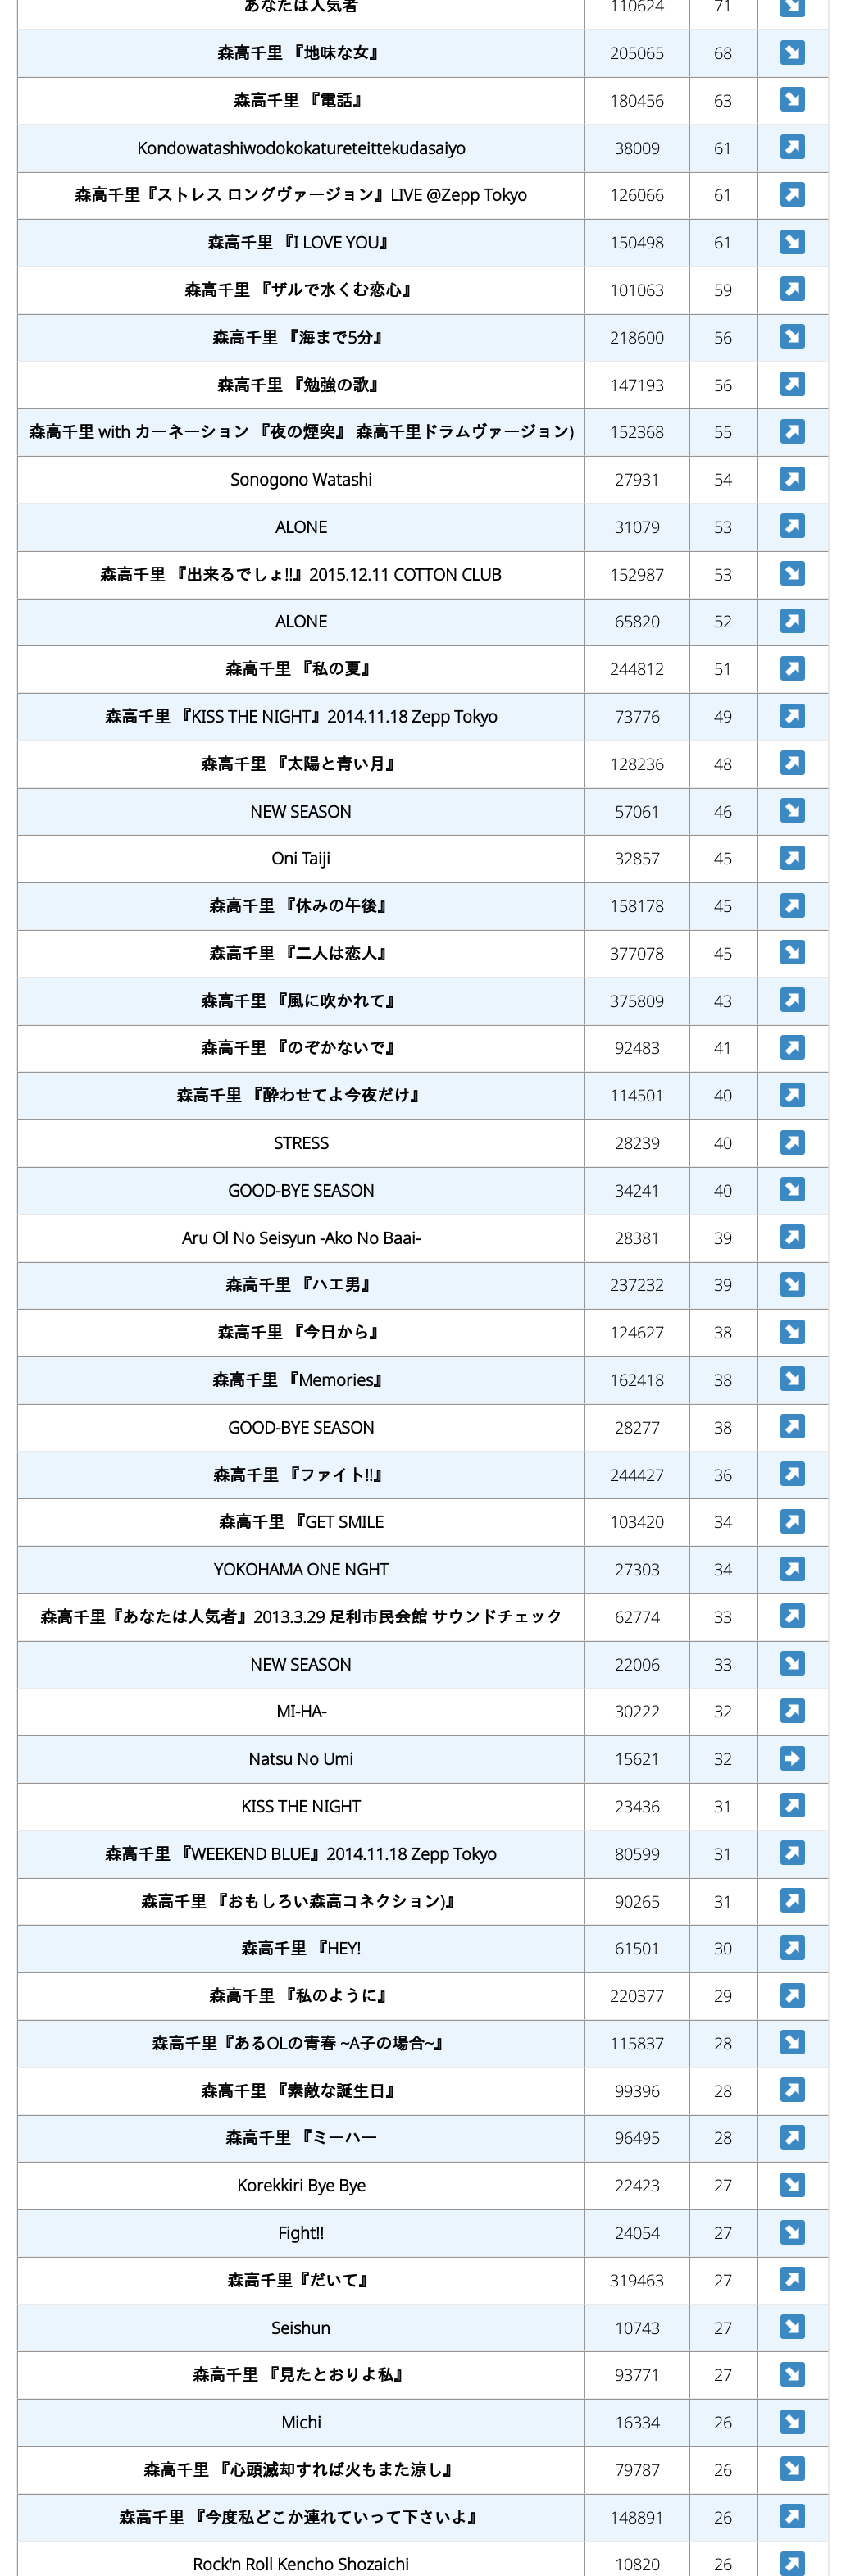 あなたは人気者 110624 71
森高千里 『地味な女』 205065 68
森高千里 『電話』 180456 63
Kondowatashiwodokokatureteittekudasaiyo 38009 61
森高千里『ストレス ロングヴァージョン』LIVE @Zepp Tokyo 126066 61
森高千里 『I LOVE YOU』 150498 61
森高千里 『ザルで水くむ恋心』 101063 59
森高千里 『海まで5分』 218600 56
森高千里 『勉強の歌』 147193 56
森高千里 with カーネーション 『夜の煙突』 森高千里ドラムヴァージョン) 152368 55
Sonogono Watashi 27931 54
ALONE 31079 53
森高千里 『出来るでしょ!!』2015.12.11 COTTON CLUB 152987 53
ALONE 65820 52
森高千里 『私の夏』 244812 51
森高千里 『KISS THE NIGHT』2014.11.18 Zepp Tokyo 73776 49
森高千里 『太陽と青い月』 128236 48
NEW SEASON 57061 46
Oni Taiji 32857 45
森高千里 『休みの午後』 158178 45
森高千里 『二人は恋人』 377078 45
森高千里 『風に吹かれて』 375809 43
森高千里 『のぞかないで』 92483 41
森高千里 『酔わせてよ今夜だけ』 114501 40
STRESS 28239 40
GOOD-BYE SEASON 34241 40
Aru Ol No Seisyun -Ako No Baai- 28381 39
森高千里 『ハエ男』 237232 39
森高千里 『今日から』 124627 38
森高千里 『Memories』 162418 38
GOOD-BYE SEASON 28277 38
森高千里 『ファイト!!』 244427 36
森高千里 『GET SMILE 103420 34
YOKOHAMA ONE NGHT 27303 34
森高千里『あなたは人気者』2013.3.29 足利市民会館 サウンドチェック 62774 33
NEW SEASON 22006 33
MI-HA- 30222 32
Natsu No Umi 15621 32
KISS THE NIGHT 23436 31
森高千里 『WEEKEND BLUE』2014.11.18 Zepp Tokyo 80599 31
森高千里 『おもしろい森高コネクション)』 90265 31
森高千里 『HEY! 61501 30
森高千里 『私のように』 220377 29
森高千里『あるOLの青春 ~A子の場合~』 115837 28
森高千里 『素敵な誕生日』 99396 28
森高千里 『ミーハー 96495 28
Korekkiri Bye Bye 22423 27
Fight!! 24054 27
森高千里『だいて』 319463 27
Seishun 10743 27
森高千里 『見たとおりよ私』 93771 27
Michi 16334 26
森高千里 『心頭滅却すれば火もまた涼し』 79787 26
森高千里 『今度私どこか連れていって下さいよ』 148891 26
Rock'n Roll Kencho Shozaichi 10820 26